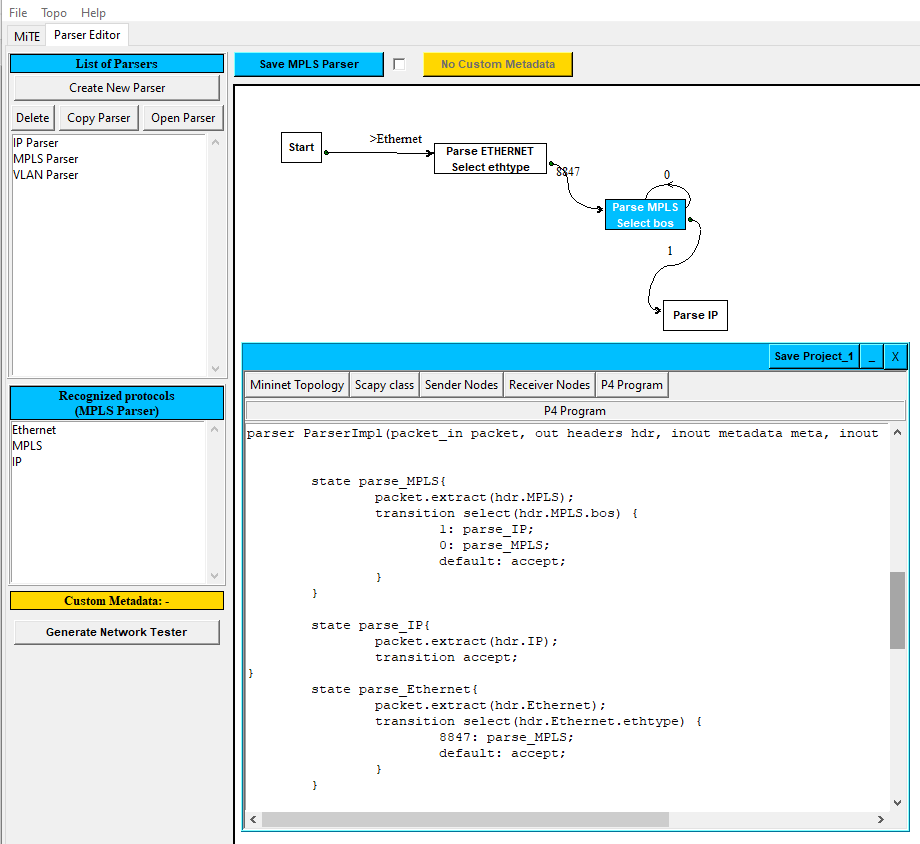 File Topo Help
MiTE Parser Editor
List of Parsers
Create New Parser
Delete Copy Parser Open Parser
IP Parser
MPLS Parser
VLAN Parser
Recognized protocols
(MPLS Parser)
Ethernet
MPLS
IP
Custom Metadata: -
Generate Network Tester
Save MPLS Parser No Custom Metadata
Start
>Ethernet
Parse ETHERNET
Select ethtype
8847
0
Parse MPLS
Select bos
1
Parse IP
Save Project_1 _ X
Mininet Topology Scapy class Sender Nodes Receiver Nodes P4 Program
P4 Program
parser ParserImpl(packet_in packet, out headers hdr, inout metadata meta, inout
state parse_MPLS{
packet.extract(hdr.MPLS);
transition select(hdr.MPLS.bos) {
1: parse_IP;
0: parse_MPLS;
default: accept;
}
}
state parse_IP{
packet.extract(hdr.IP);
transition accept;
}
state parse_Ethernet{
packet.extract(hdr.Ethernet);
transition select(hdr.Ethernet.ethtype) {
8847: parse_MPLS;
default: accept;
}
}